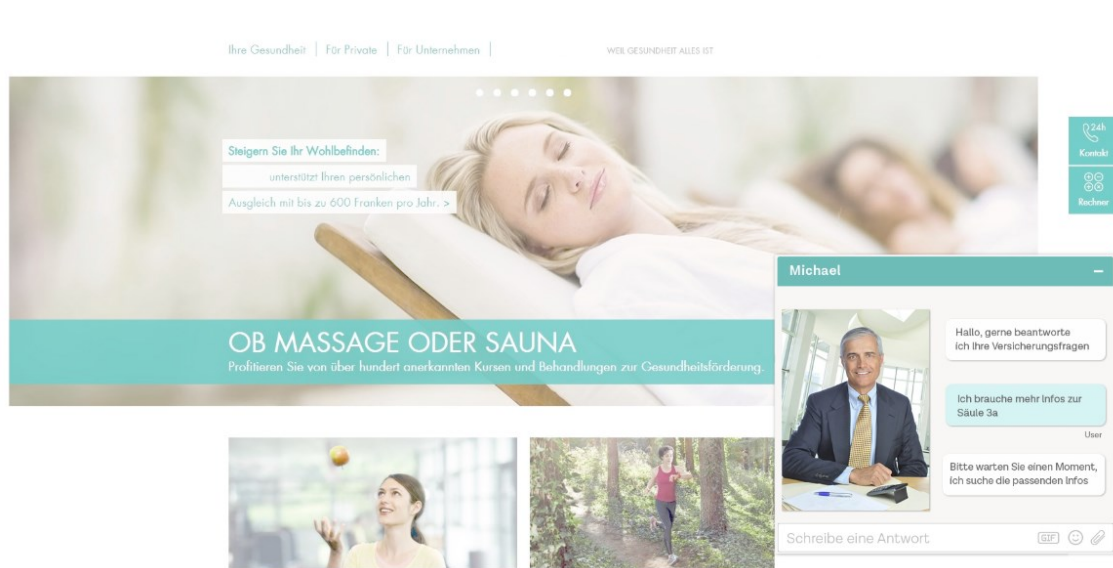 Ihre Gesundheit | Für Private | Für Unternehmen |
WEIL GESUNDHEIT ALLES IST
Steigern Sie Ihr Wohlbefinden:
unterstützt Ihren persönlichen
Ausgleich mit bis zu 600 Franken pro Jahr. >
24h
Kontakt
Rechner
OB MASSAGE ODER SAUNA
Profitieren Sie von über hundert anerkannten Kursen und Behandlungen zur Gesundheitsförderung.
Michael
Hallo, gerne beantworte
ich Ihre Versicherungsfragen
Ich brauche mehr Infos zur
Säule 3a
User
Bitte warten Sie einen Moment,
ich suche die passenden Infos
Schreibe eine Antwort
GIF